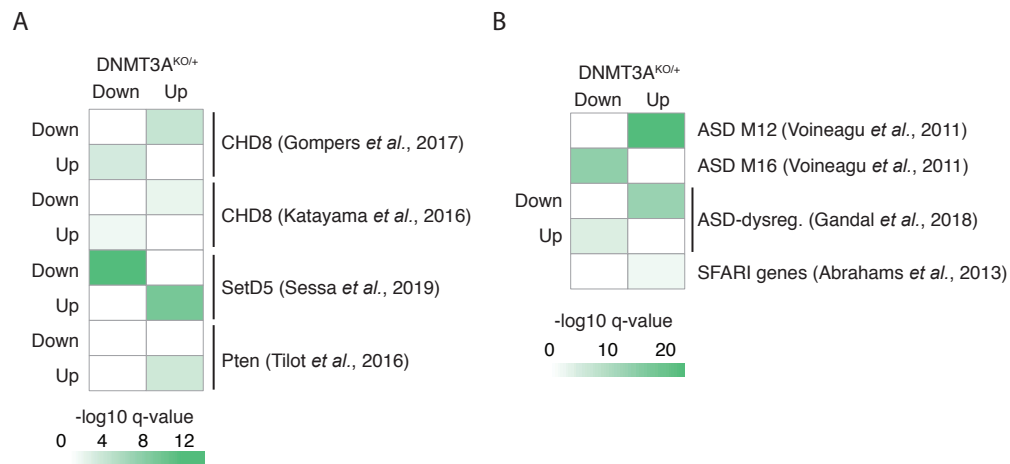 A
DNMT3A^KO/+
Down Up
Down
Up
CHD8 (Gompers et al., 2017)
Down
Up
CHD8 (Katayama et al., 2016)
Down
Up
SetD5 (Sessa et al., 2019)
Down
Up
Pten (Tilot et al., 2016)
-log10 q-value
0 4 8 12
B
DNMT3A^KO/+
Down Up
ASD M12 (Voineagu et al., 2011)
ASD M16 (Voineagu et al., 2011)
Down
Up
ASD-dysreg. (Gandal et al., 2018)
SFARI genes (Abrahams et al., 2013)
-log10 q-value
0 10 20